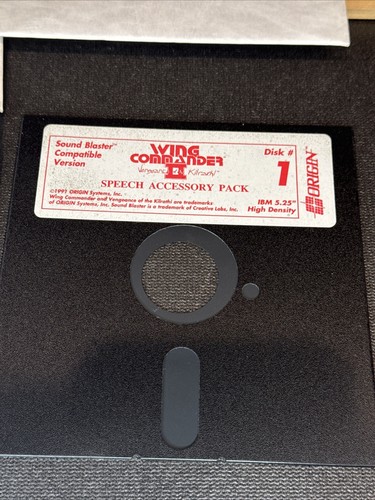 Sound Blaster™
Compatible
Version
WING
COMMANDER
II
Vengeance of the Kilrathi™
SPEECH ACCESSORY PACK
Disk #
1
IBM 5.25"
High Density
ORIGIN™
©1991 ORIGIN Systems, Inc.
Wing Commander and Vengeance of the Kilrathi are trademarks
of ORIGIN Systems, Inc. Sound Blaster is a trademark of Creative Labs, Inc.